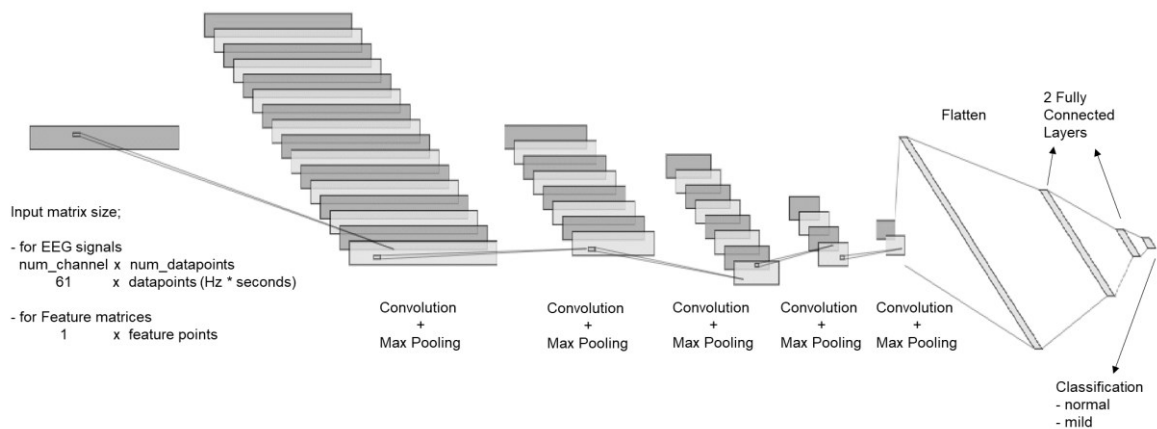 Input matrix size;
- for EEG signals
num_channel x num_datapoints
61 x datapoints (Hz * seconds)
- for Feature matrices
1 x feature points
Convolution
+
Max Pooling
Convolution
+
Max Pooling
Convolution
+
Max Pooling
Convolution
+
Max Pooling
Convolution
+
Max Pooling
Flatten
2 Fully
Connected
Layers
Classification
- normal
- mild